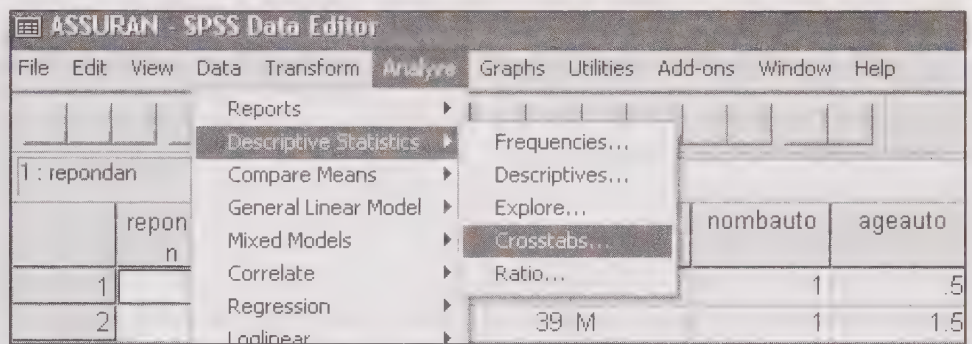 ASSURAN - SPSS Data Editor
File Edit View Data Transform Analyze Graphs Utilities Add-ons Window Help
Reports
Descriptive Statistics
Frequencies...
1 : repondan
Compare Means
Descriptives...
General Linear Model
Explore...
repon
n
nombauto
ageauto
Mixed Models
Crosstabs...
Correlate
Ratio...
1
1
.5
Regression
2
Loglinear
39 M
1
1.5